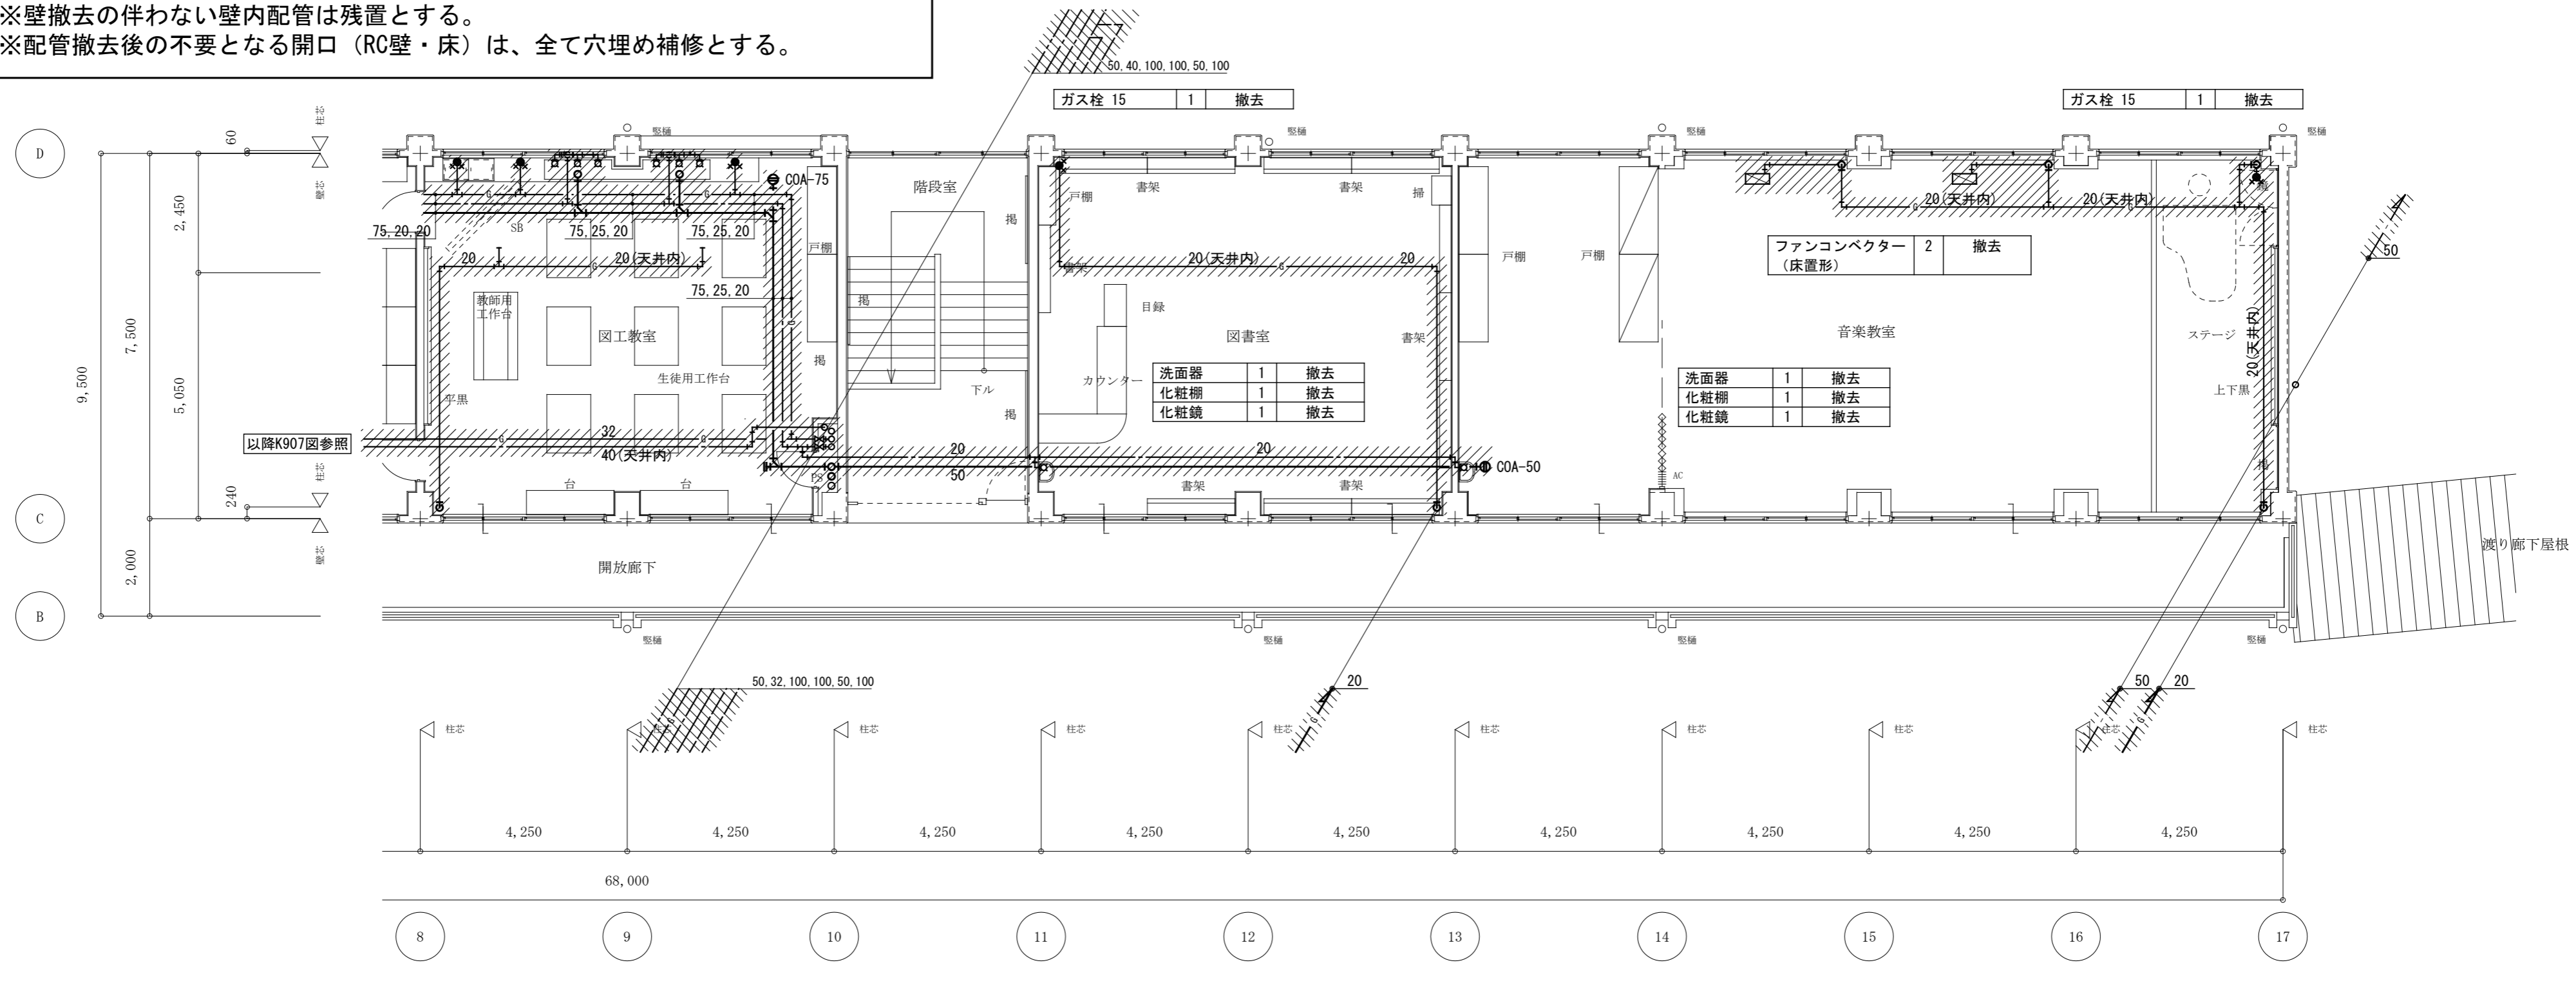 ※壁撤去の伴わない壁内配管は残置とする。
※配管撤去後の不要となる開口（RC壁・床）は、全て穴埋め補修とする。
50,40,100,100,50,100
ガス栓 15 1 撤去
ガス栓 15 1 撤去
柱芯
60
壁芯
D
竪樋
竪樋
竪樋
竪樋
COA-75
階段室
書架
書架
掃
戸棚
掲
2,450
20(天井内)
20(天井内)
75,20,20
SB
75,25,20
75,25,20
戸棚
50
ファンコンベクター 2 撤去
（床置形）
20
20(天井内)
書架
20(天井内)
20
戸棚
戸棚
75,25,20
教師用
工作台
掲
目録
7,500
9,500
5,050
図工教室
図書室
書架
音楽教室
ステージ
20(天井内)
掲
生徒用工作台
下ル
カウンター
洗面器 1 撤去
化粧棚 1 撤去
化粧鏡 1 撤去
洗面器 1 撤去
化粧棚 1 撤去
化粧鏡 1 撤去
上下黒
平黒
掲
以降K907図参照
32
40(天井内)
20
20
50
COA-50
掲
PS
AC
台
台
書架
書架
柱芯
240
C
壁芯
2,000
開放廊下
渡り廊下屋根
B
竪樋
竪樋
竪樋
竪樋
50,32,100,100,50,100
20
50
20
柱芯
柱芯
柱芯
柱芯
柱芯
柱芯
柱芯
柱芯
柱芯
柱芯
4,250
4,250
4,250
4,250
4,250
4,250
4,250
4,250
4,250
68,000
8
9
10
11
12
13
14
15
16
17